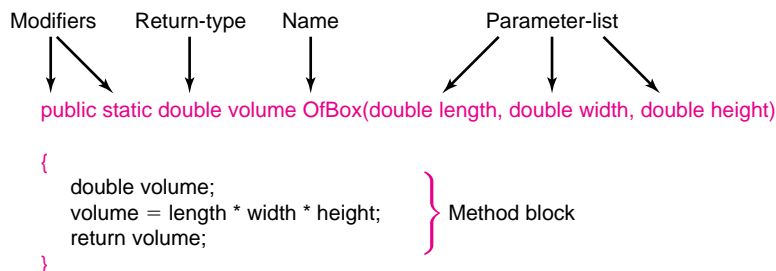 Modifiers Return-type Name Parameter-list
public static double volume OfBox(double length, double width, double height)
{
double volume;
volume = length * width * height;
return volume;
} Method block
}